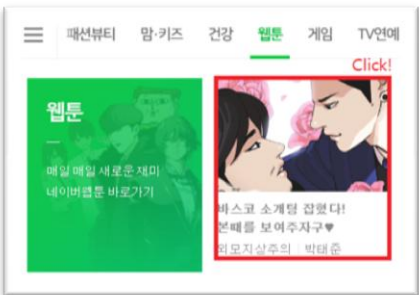 패션뷰티 맘·키즈 건강 웹툰 게임 TV연예
Click!
웹툰
매일 매일 새로운 재미
네이버웹툰 바로가기
바스코 소개팅 잡혔다!
본때를 보여주자구♥
외모지상주의 | 박태준